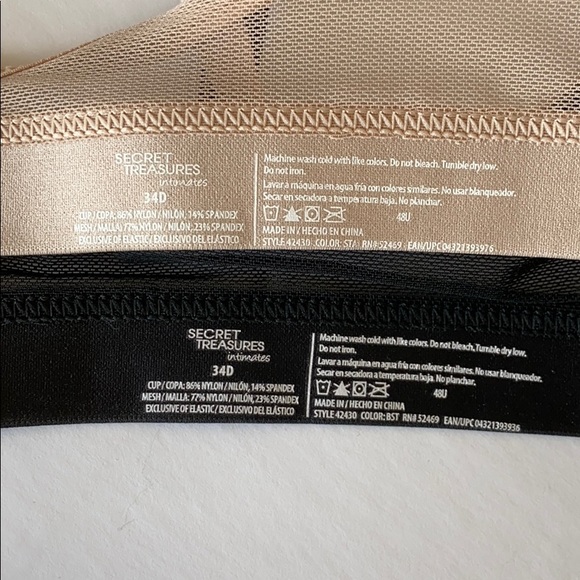 SECRET
TREASURES
intimates
34D
CUP / COPA: 86% NYLON / NILÓN, 14% SPANDEX
MESH / MALLA: 77% NYLON / NILÓN, 23% SPANDEX
EXCLUSIVE OF ELASTIC / EXCLUSIVO DEL ELÁSTICO
Machine wash cold with like colors. Do not bleach. Tumble dry low.
Do not iron.
Lavar a máquina en agua fría con colores similares. No usar blanqueador.
Secar en secadora a temperatura baja. No planchar.
48U
MADE IN / HECHO EN CHINA
STYLE 42430 COLOR: STA RN# 52469 EAN/UPC 04321393976
SECRET
TREASURES
intimates
34D
CUP / COPA: 86% NYLON / NILÓN, 14% SPANDEX
MESH / MALLA: 77% NYLON / NILÓN, 23% SPANDEX
EXCLUSIVE OF ELASTIC / EXCLUSIVO DEL ELÁSTICO
Machine wash cold with like colors. Do not bleach. Tumble dry low.
Do not iron.
Lavar a máquina en agua fría con colores similares. No usar blanqueador.
Secar en secadora a temperatura baja. No planchar.
48U
MADE IN / HECHO EN CHINA
STYLE 42430 COLOR: BST RN# 52469 EAN/UPC 04321393936